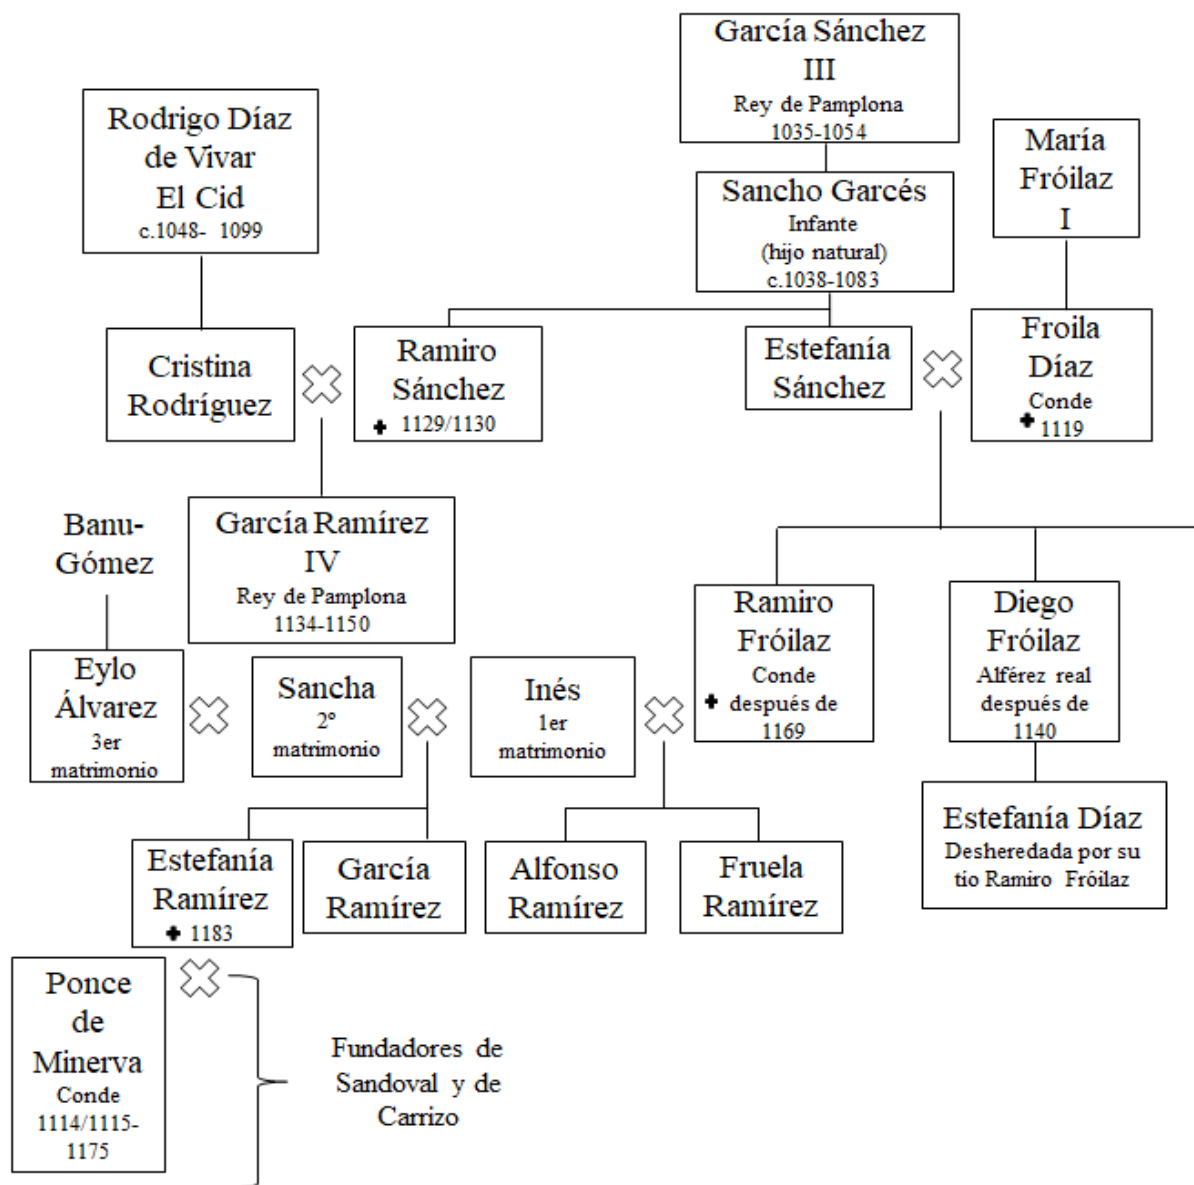 García Sánchez
III
Rey de Pamplona
1035-1054
Rodrigo Díaz
de Vivar
El Cid
c.1048- 1099
María
Fróilaz
I
Sancho Garcés
Infante
(hijo natural)
c.1038-1083
Cristina
Rodríguez
Ramiro
Sánchez
✚ 1129/1130
Estefanía
Sánchez
Froila
Díaz
Conde
✚ 1119
Banu-
Gómez
García Ramírez
IV
Rey de Pamplona
1134-1150
Ramiro
Fróilaz
Conde
✚ después de
1169
Diego
Fróilaz
Alférez real
después de
1140
Eylo
Álvarez
3er
matrimonio
Sancha
2º
matrimonio
Inés
1er
matrimonio
Estefanía Díaz
Desheredada por su
tío Ramiro Fróilaz
Estefanía
Ramírez
✚ 1183
García
Ramírez
Alfonso
Ramírez
Fruela
Ramírez
Ponce
de
Minerva
Conde
1114/1115-
1175
Fundadores de
Sandoval y de
Carrizo